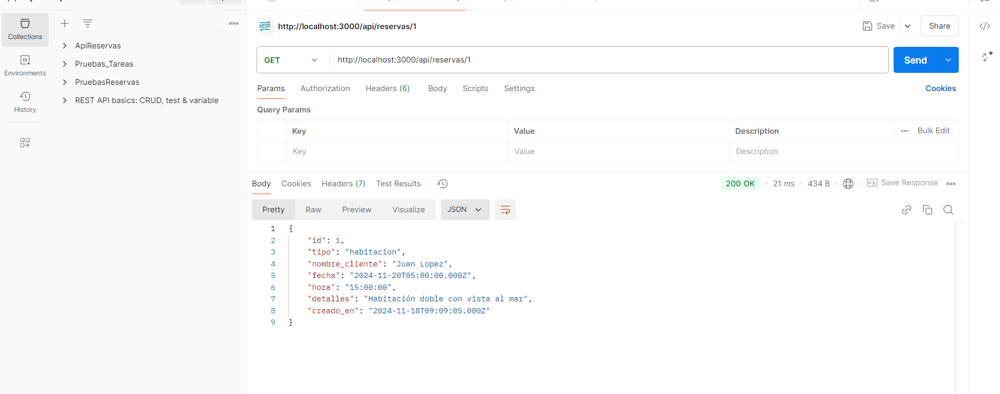 Collections
Environments
History
ApiReservas
Pruebas_Tareas
PruebasReservas
REST API basics: CRUD, test & variable
HTTP http://localhost:3000/api/reservas/1
Save
Share
GET http://localhost:3000/api/reservas/1
Send
Params Authorization Headers (6) Body Scripts Settings Cookies
Query Params
Key Value Description Bulk Edit
Key Value Description
Body Cookies Headers (7) Test Results 200 OK 21 ms 434 B e.g. Save Response
Pretty Raw Preview Visualize JSON
1 {
2 "id": 1,
3 "tipo": "habitacion",
4 "nombre_cliente": "Juan Lopez",
5 "fecha": "2024-11-20T05:00:00.000Z",
6 "hora": "15:00:00",
7 "detalles": "Habitación doble con vista al mar",
8 "creado_en": "2024-11-18T09:09:05.000Z"
9 }